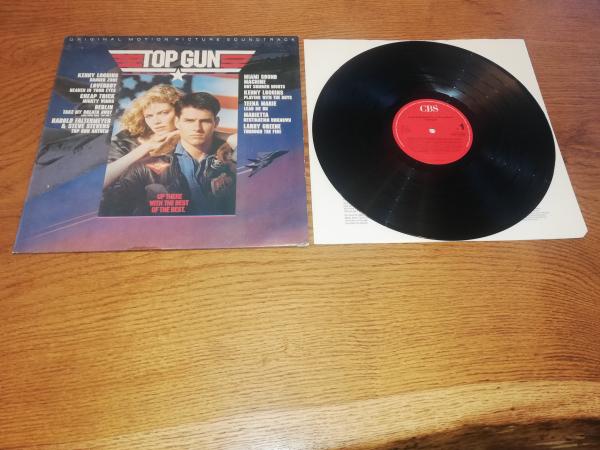 ORIGINAL MOTION PICTURE SOUNDTRACK
TOP GUN
KENNY LOGGINS
DANGER ZONE
LOVERBOY
HEAVEN IN YOUR EYES
CHEAP TRICK
MIGHTY WINGS
BERLIN
TAKE MY BREATH AWAY
HAROLD FALTERMEYER
& STEVE STEVENS
TOP GUN ANTHEM
MIAMI SOUND
MACHINE
HOT SUMMER NIGHTS
KENNY LOGGINS
PLAYING WITH THE BOYS
TEENA MARIE
LEAD ME ON
MARIETTA
DESTINATION UNKNOWN
LARRY GREENE
THROUGH THE FIRE
UP THERE
WITH THE BEST
OF THE BEST.
CBS